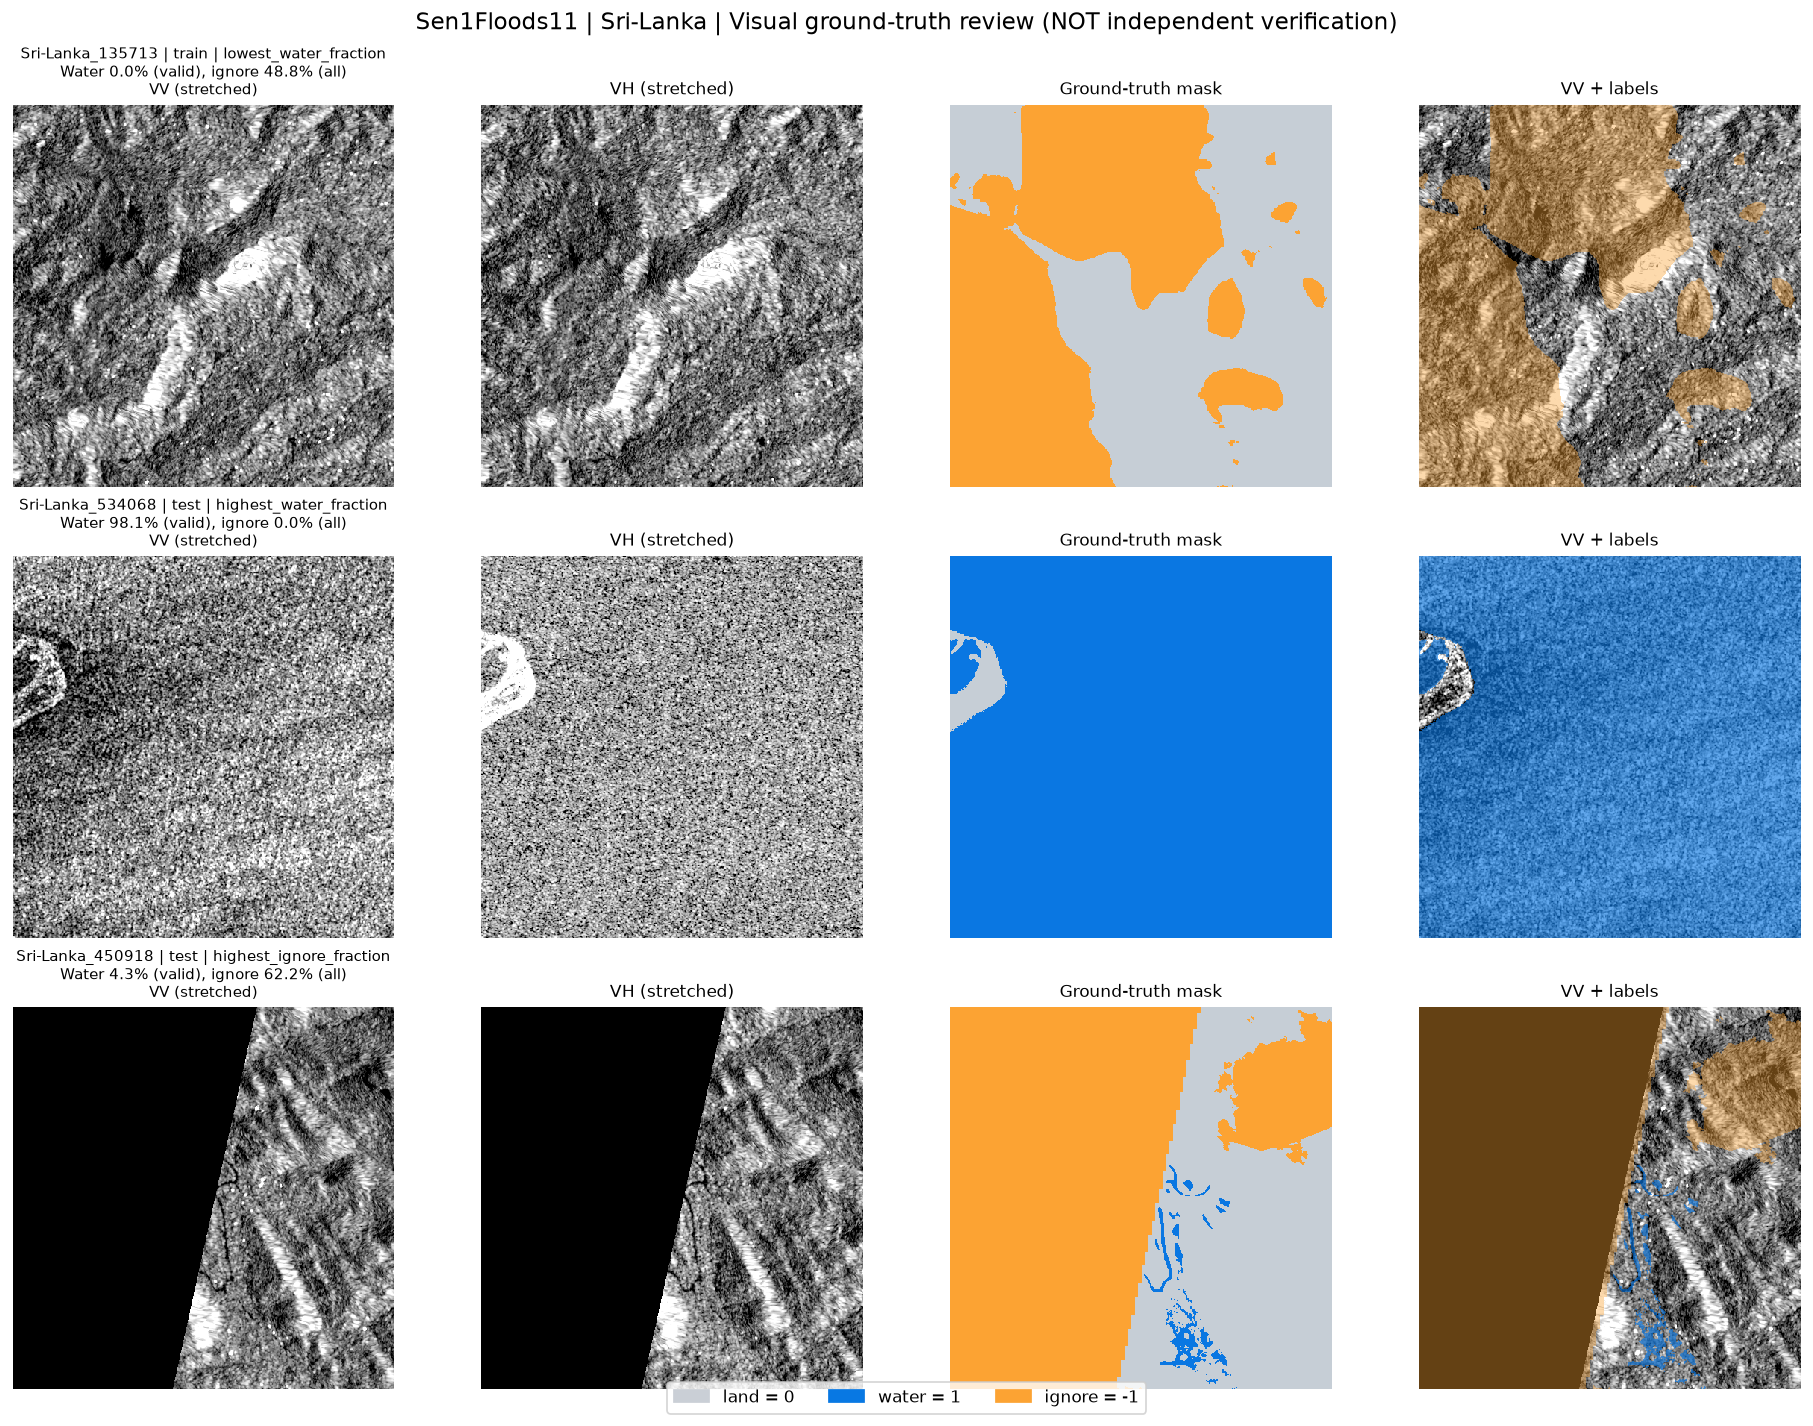 Sen1Floods11 | Sri-Lanka | Visual ground-truth review (NOT independent verification)
Sri-Lanka_135713 | train | lowest_water_fraction
Water 0.0% (valid), ignore 48.8% (all)
VV (stretched)
VH (stretched)
Ground-truth mask
VV + labels
Sri-Lanka_534068 | test | highest_water_fraction
Water 98.1% (valid), ignore 0.0% (all)
VV (stretched)
VH (stretched)
Ground-truth mask
VV + labels
Sri-Lanka_450918 | test | highest_ignore_fraction
Water 4.3% (valid), ignore 62.2% (all)
VV (stretched)
VH (stretched)
Ground-truth mask
VV + labels
land = 0
water = 1
ignore = -1